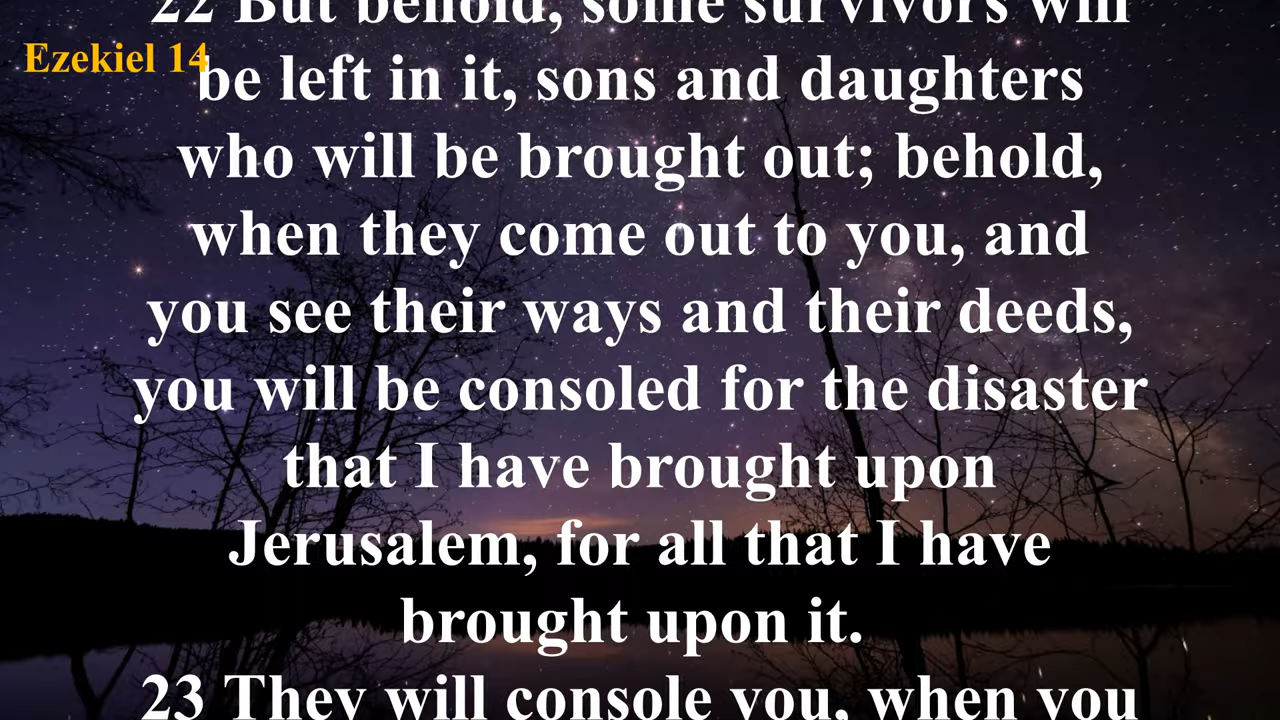 22 But behold, some survivors will
Ezekiel 14
be left in it, sons and daughters
who will be brought out; behold,
when they come out to you, and
you see their ways and their deeds,
you will be consoled for the disaster
that I have brought upon
Jerusalem, for all that I have
brought upon it.
23 They will console you, when you